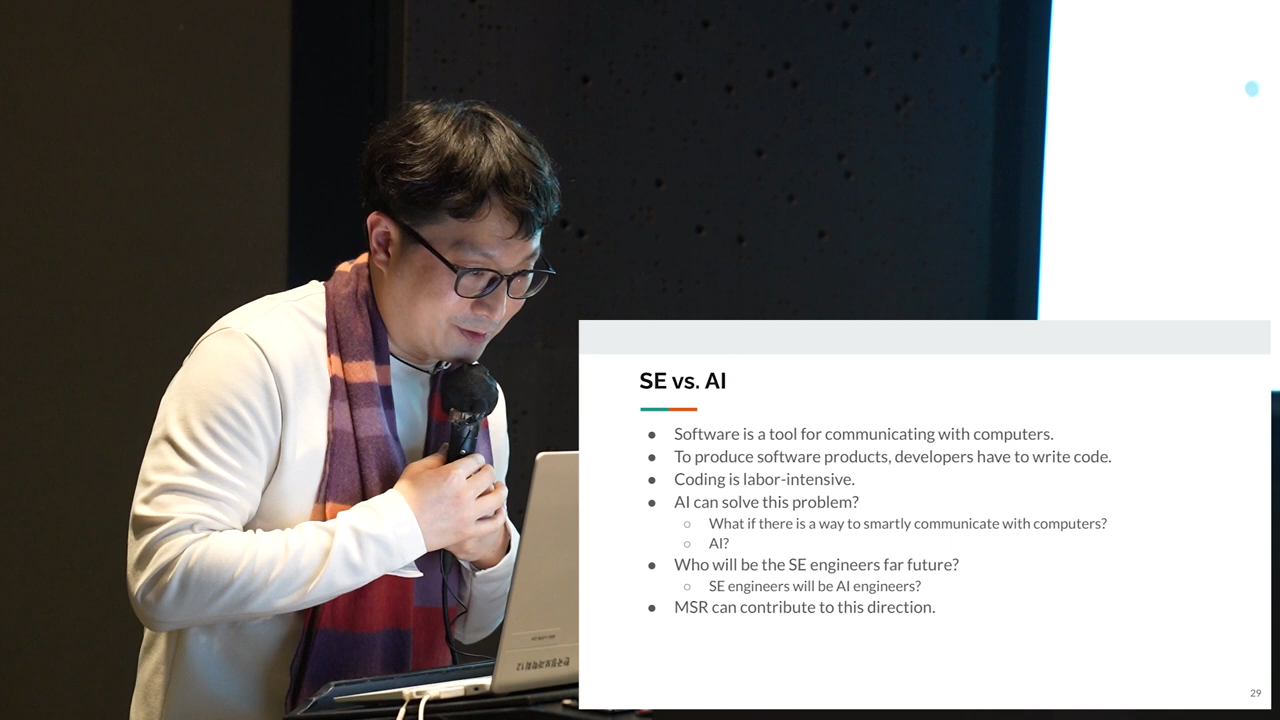 SE vs. AI
● Software is a tool for communicating with computers.
● To produce software products, developers have to write code.
● Coding is labor-intensive.
● AI can solve this problem?
○ What if there is a way to smartly communicate with computers?
○ AI?
● Who will be the SE engineers far future?
○ SE engineers will be AI engineers?
● MSR can contribute to this direction.
29